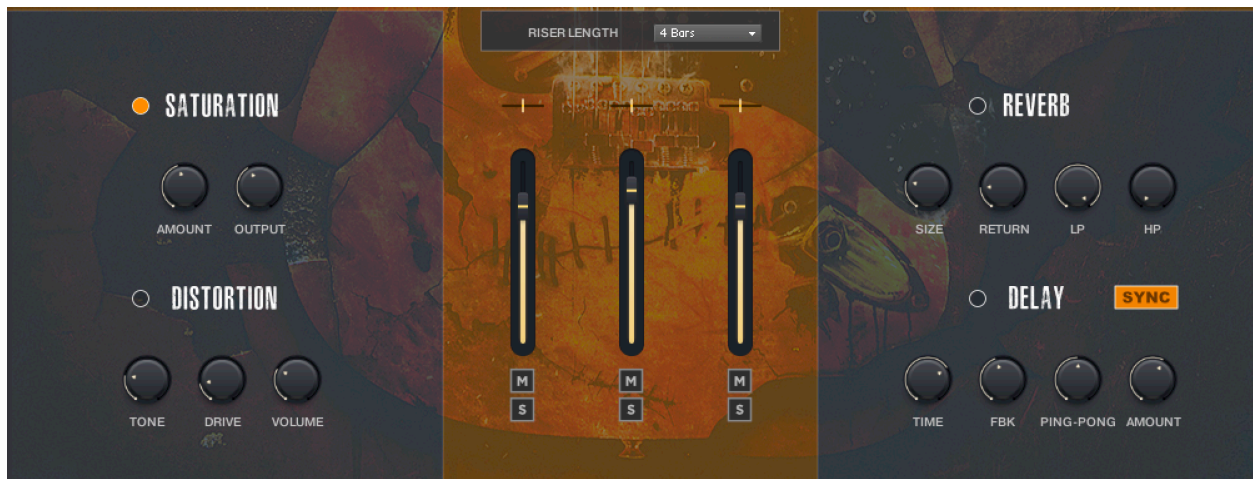 RISER LENGTH 4 Bars
SATURATION
AMOUNT OUTPUT
DISTORTION
TONE DRIVE VOLUME
M M M
S S S
REVERB
SIZE RETURN LP HP
DELAY SYNC
TIME FBK PING-PONG AMOUNT